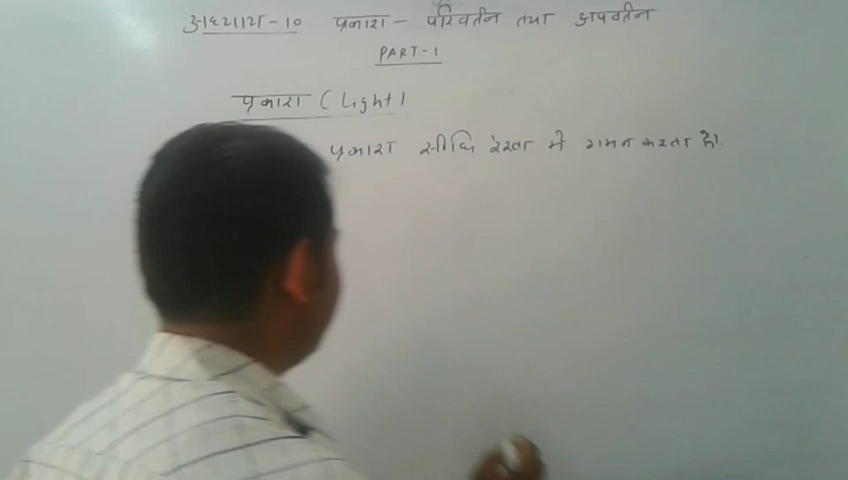 अध्याय-10 प्रकाश - परिवर्तन तथा अपवर्तन
PART-1
प्रकाश (Light)
प्रकाश सीधि रेखा में गमन करता है।